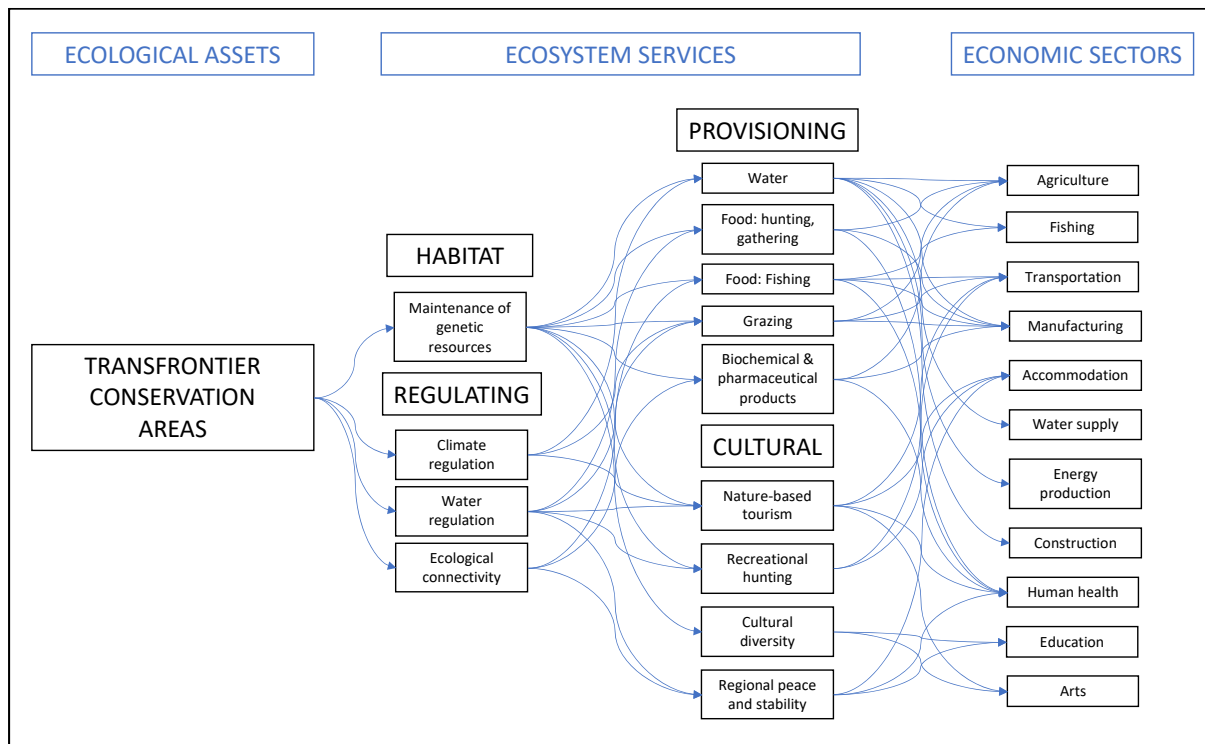 ECOLOGICAL ASSETS
ECOSYSTEM SERVICES
ECONOMIC SECTORS
TRANSFRONTIER
CONSERVATION
AREAS
HABITAT
Maintenance of
genetic
resources
REGULATING
Climate
regulation
Water
regulation
Ecological
connectivity
PROVISIONING
Water
Food: hunting,
gathering
Food: Fishing
Grazing
Biochemical &
pharmaceutical
products
CULTURAL
Nature-based
tourism
Recreational
hunting
Cultural
diversity
Regional peace
and stability
Agriculture
Fishing
Transportation
Manufacturing
Accommodation
Water supply
Energy
production
Construction
Human health
Education
Arts